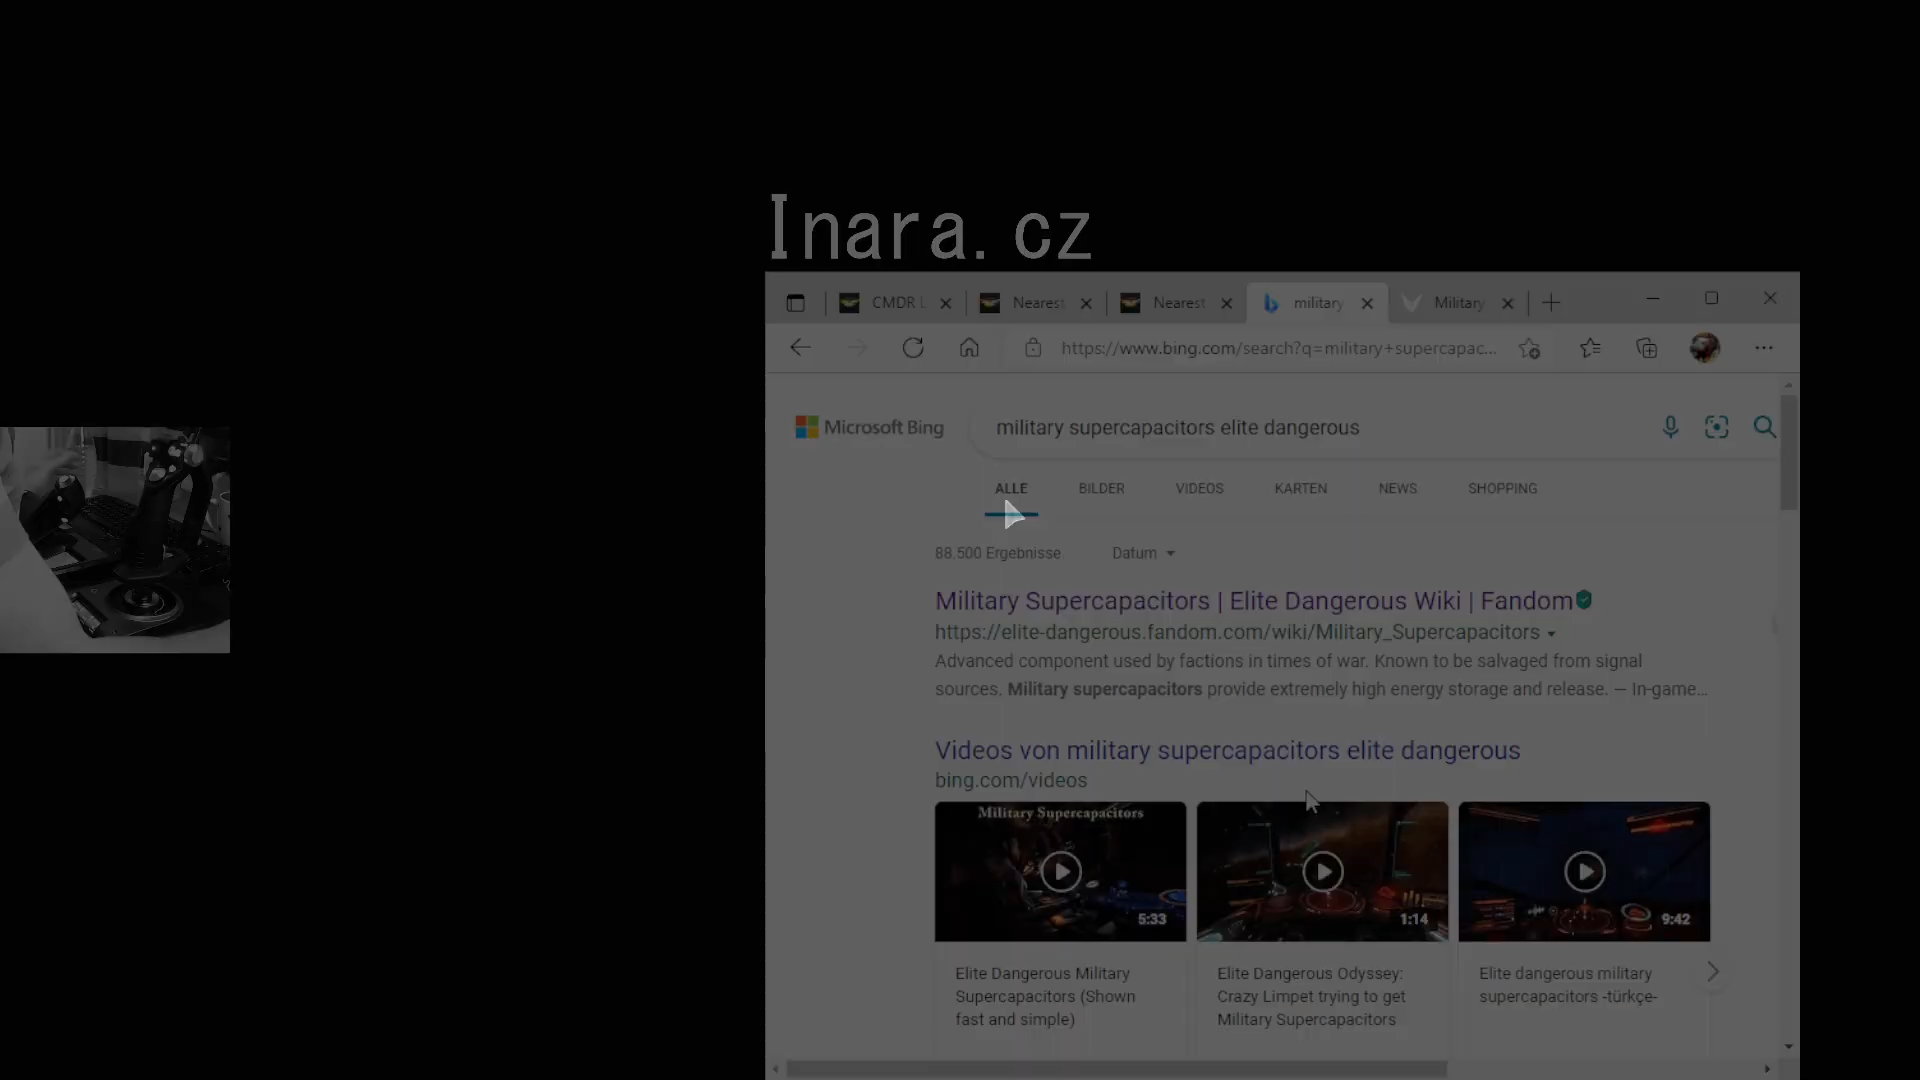 Inara.cz
CMDR L
Nearest
Nearest
military
Military
https://www.bing.com/search?q=military+supercapac...
Microsoft Bing
military supercapacitors elite dangerous
ALLE BILDER VIDEOS KARTEN NEWS SHOPPING
88.500 Ergebnisse Datum
Military Supercapacitors | Elite Dangerous Wiki | Fandom
https://elite-dangerous.fandom.com/wiki/Military_Supercapacitors
Advanced component used by factions in times of war. Known to be salvaged from signal
sources. Military supercapacitors provide extremely high energy storage and release. — In-game...
Videos von military supercapacitors elite dangerous
bing.com/videos
Military Supercapacitors
5:33
1:14
9:42
Elite Dangerous Military
Supercapacitors (Shown
fast and simple)
Elite Dangerous Odyssey:
Crazy Limpet trying to get
Military Supercapacitors
Elite dangerous military
supercapacitors -türkçe-